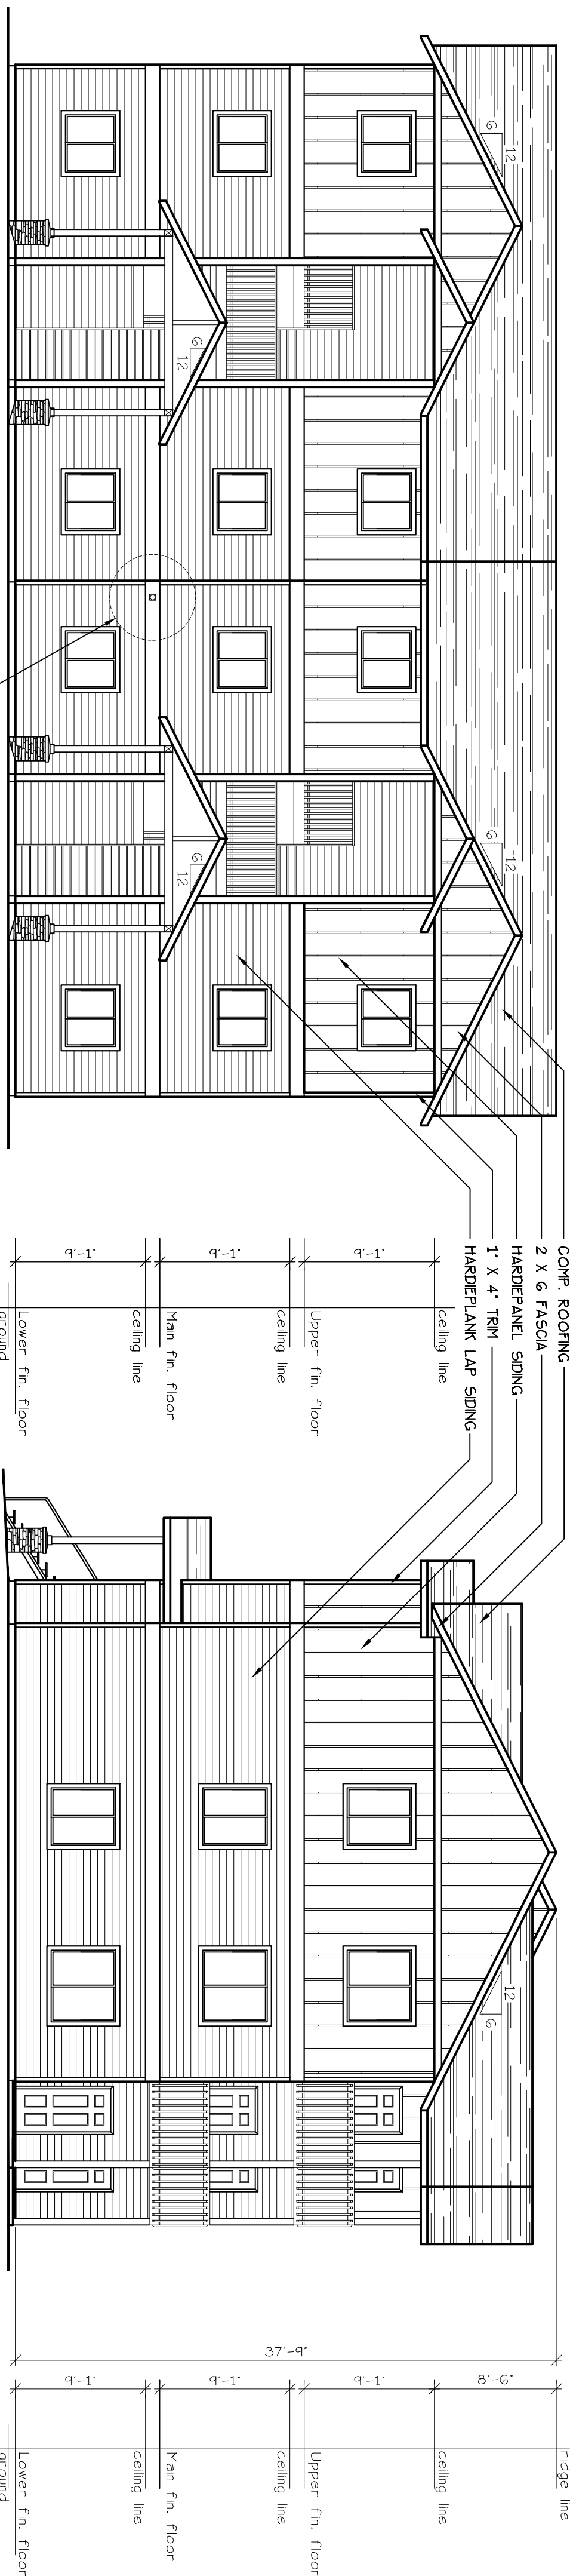 6
12
6
12
6
12
6
12
COMP. ROOFING
2 X 6 FASCIA
HARDIEPANEL SIDING
1" X 4" TRIM
HARDIEPLANK LAP SIDING
ceiling line
9'-1"
Upper fin. floor
ceiling line
9'-1"
Main fin. floor
ceiling line
9'-1"
Lower fin. floor
ground
12
6
ridge line
8'-6"
37'-9"
ceiling line
9'-1"
Upper fin. floor
ceiling line
9'-1"
Main fin. floor
ceiling line
9'-1"
Lower fin. floor
ground